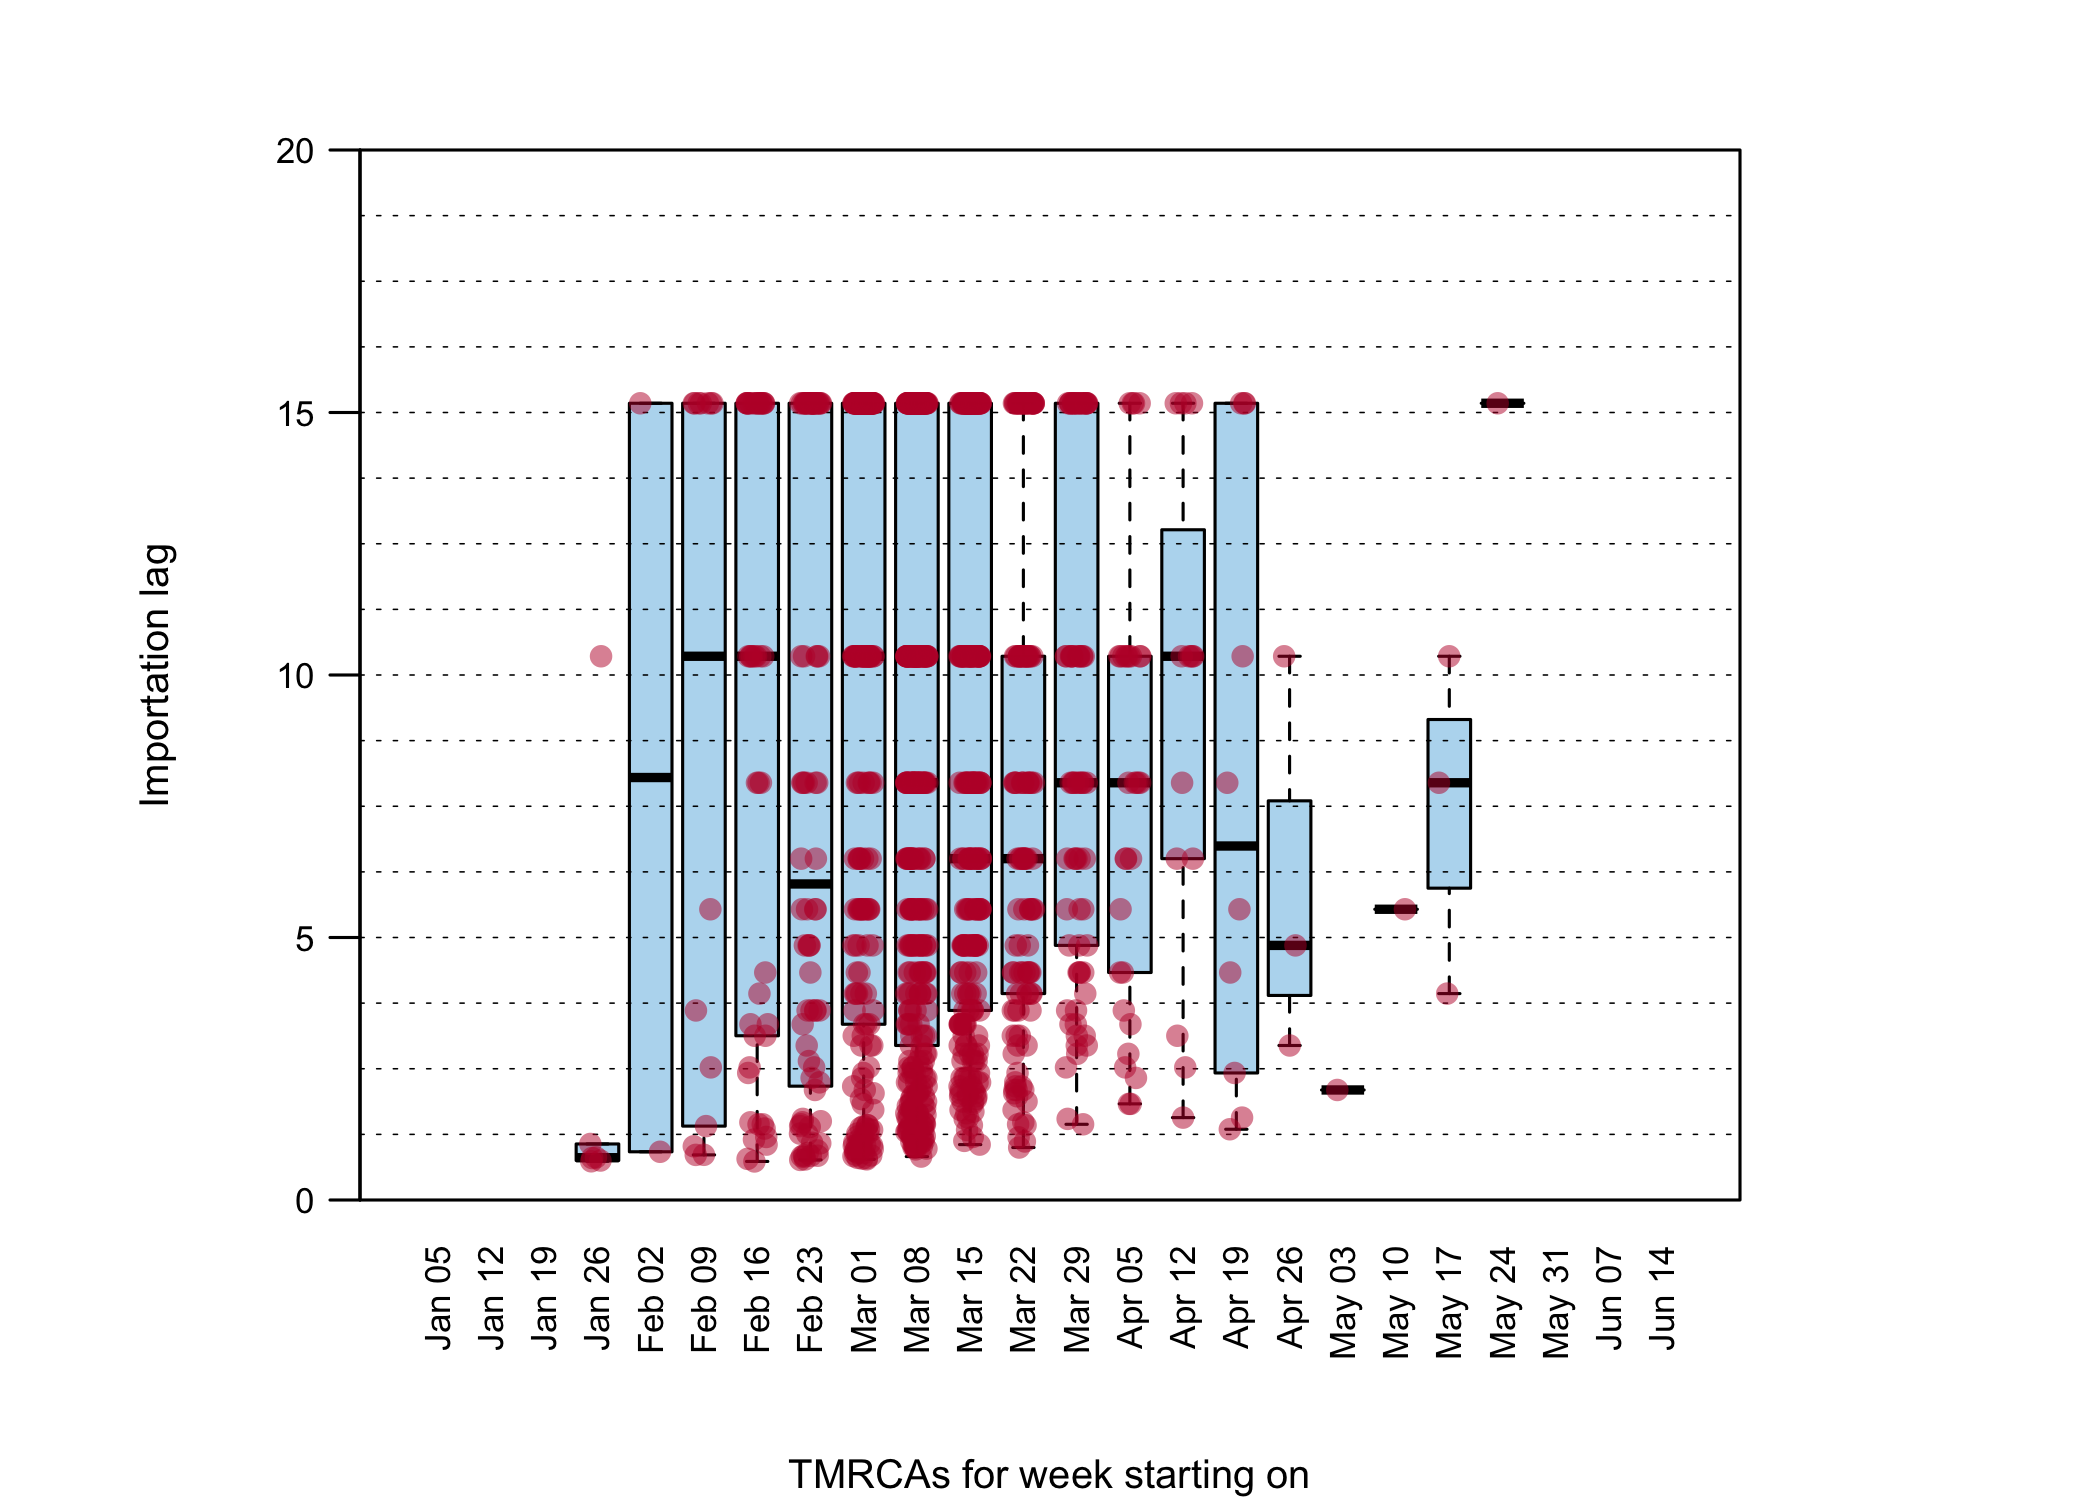 20
15
10
5
0
Importation lag
Jan 05
Jan 12
Jan 19
Jan 26
Feb 02
Feb 09
Feb 16
Feb 23
Mar 01
Mar 08
Mar 15
Mar 22
Mar 29
Apr 05
Apr 12
Apr 19
Apr 26
May 03
May 10
May 17
May 24
May 31
Jun 07
Jun 14
TMRCAs for week starting on